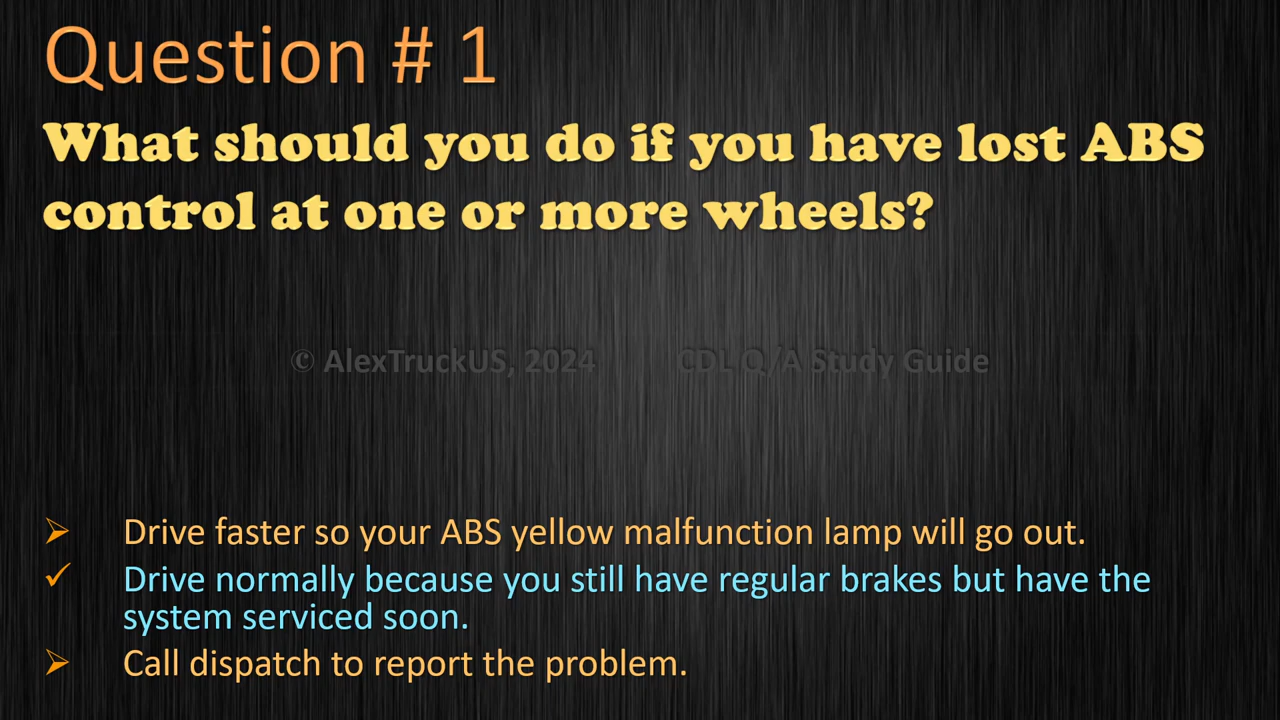 Question # 1
What should you do if you have lost ABS
control at one or more wheels?
© AlexTruckUS, 2024 CDL Q/A Study Guide
Drive faster so your ABS yellow malfunction lamp will go out.
Drive normally because you still have regular brakes but have the
system serviced soon.
Call dispatch to report the problem.